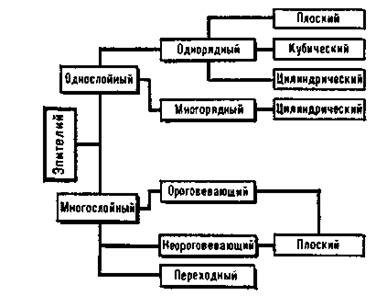 Плоский
Однорядный
Кубический
Однослойный
Цилиндрический
Многорядный
Цилиндрический
Эпителий
Многослойный
Ороговевающий
Неороговевающий
Плоский
Переходный